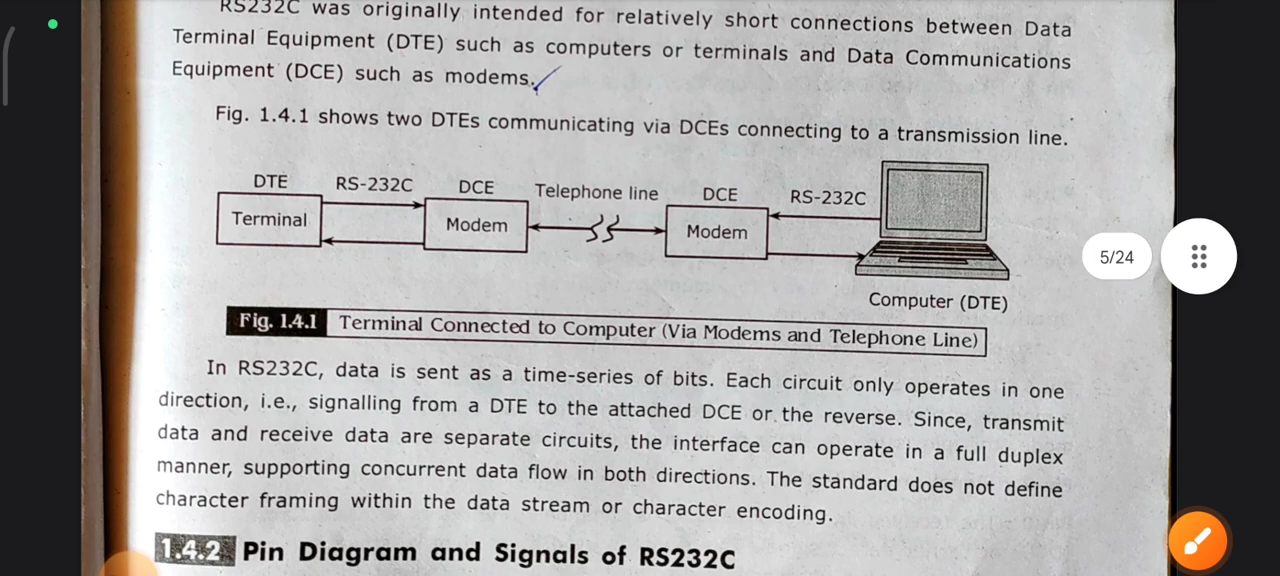 RS232C was originally intended for relatively short connections between Data
Terminal Equipment (DTE) such as computers or terminals and Data Communications
Equipment (DCE) such as modems.
Fig. 1.4.1 shows two DTEs communicating via DCEs connecting to a transmission line.
DTE RS-232C DCE Telephone line DCE RS-232C
Terminal Modem Modem
5/24
Computer (DTE)
Fig. 1.4.1 Terminal Connected to Computer (Via Modems and Telephone Line)
In RS232C, data is sent as a time-series of bits. Each circuit only operates in one
direction, i.e., signalling from a DTE to the attached DCE or the reverse. Since, transmit
data and receive data are separate circuits, the interface can operate in a full duplex
manner, supporting concurrent data flow in both directions. The standard does not define
character framing within the data stream or character encoding.
1.4.2 Pin Diagram and Signals of RS232C